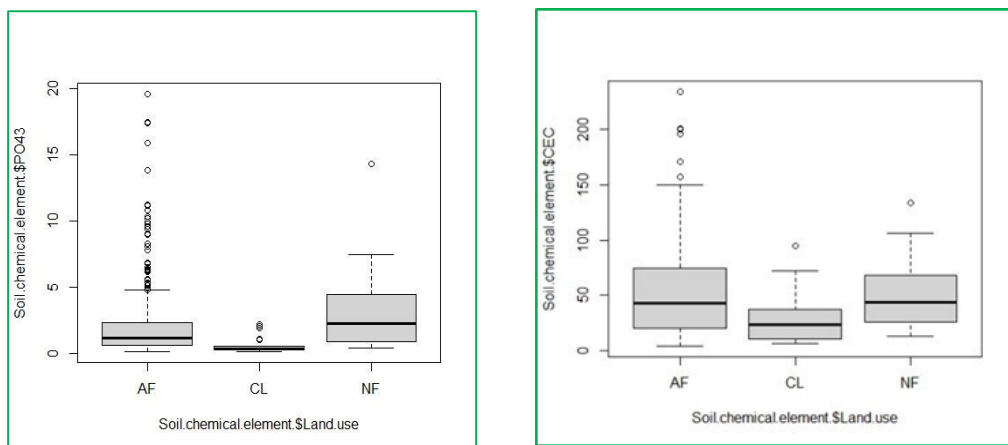 Soil.chemical.element.$PO43
20
15
10
5
0
AF CL NF
Soil.chemical.element.$Land.use
Soil.chemical.element.$CEC
200
150
100
50
0
AF CL NF
Soil.chemical.element.$Land.use